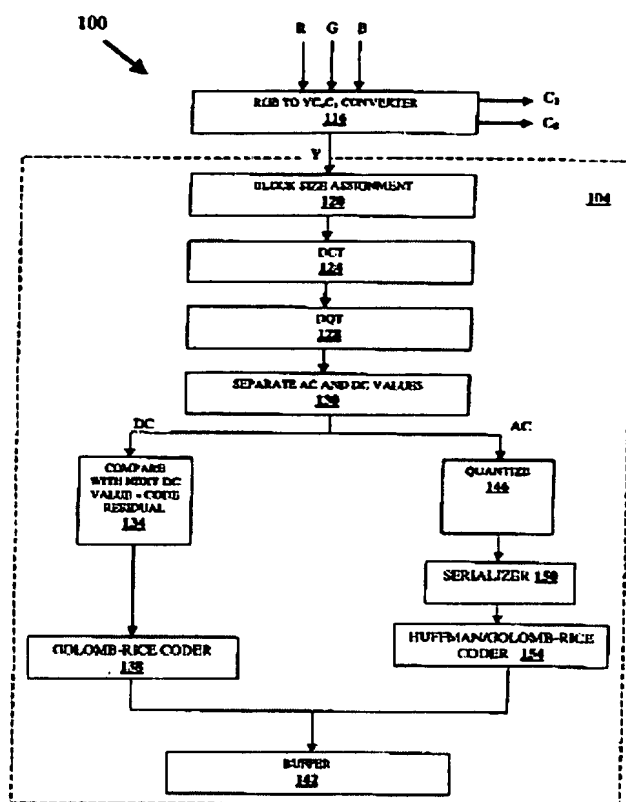 100
R G B
RGB TO YCbCr CONVERTER
116
C1
C2
Y
BLOCK SIZE ASSIGNMENT
120
104
DCT
124
DQT
128
SEPARATE AC AND DC VALUES
130
DC
AC
COMPARE
WITH NEXT DC
VALUE - CODE
RESIDUAL
134
QUANTIZE
146
SERIALIZER 150
GOLOMB-RICE CODER
138
HUFFMAN/GOLOMB-RICE
CODER 154
BUFFER
142